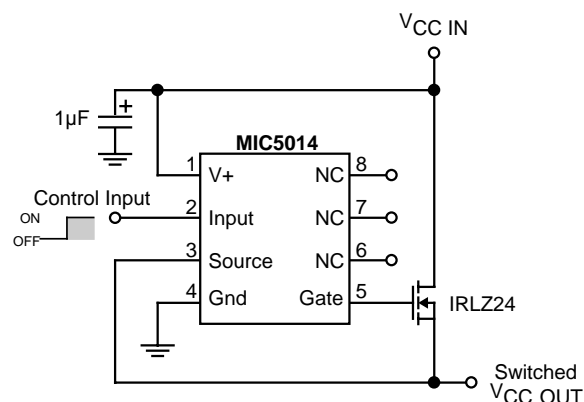 VCC IN
+
1µF
MIC5014
1 V+ NC 8
Control Input
ON
OFF
2 Input NC 7
3 Source NC 6
4 Gnd Gate 5
IRLZ24
Switched
VCC OUT